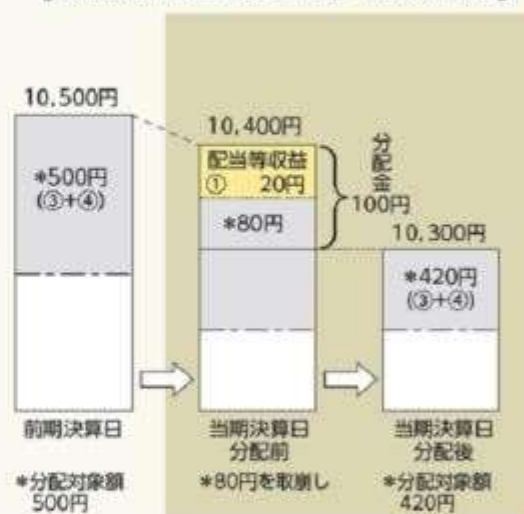 10,500円
*500円
(③+④)
前期決算日
*分配対象額
500円
10,400円
配当等収益
① 20円
*80円
分配金
100円
当期決算日
分配前
*80円を取崩し
10,300円
*420円
(③+④)
当期決算日
分配後
*分配対象額
420円